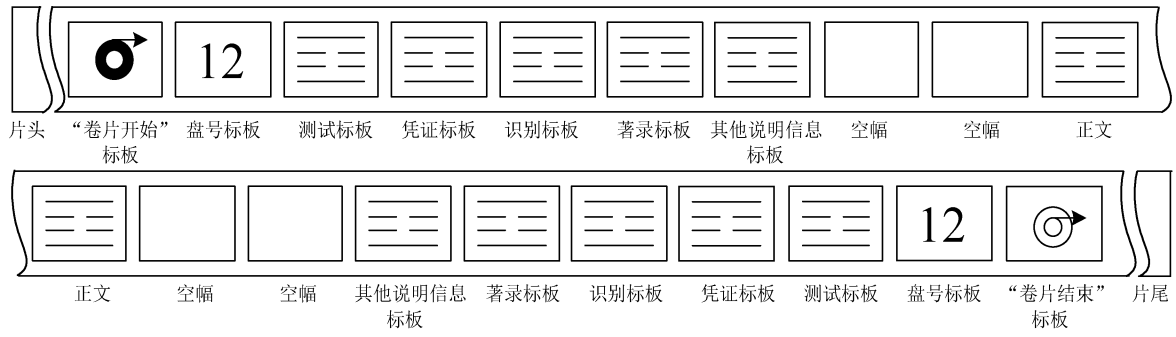 12
片头 “卷片开始” 盘号标板 测试标板 凭证标板 识别标板 著录标板 其他说明信息 空幅 空幅 正文
标板 标板
12
正文 空幅 空幅 其他说明信息 著录标板 识别标板 凭证标板 测试标板 盘号标板 “卷片结束” 片尾
标板 标板